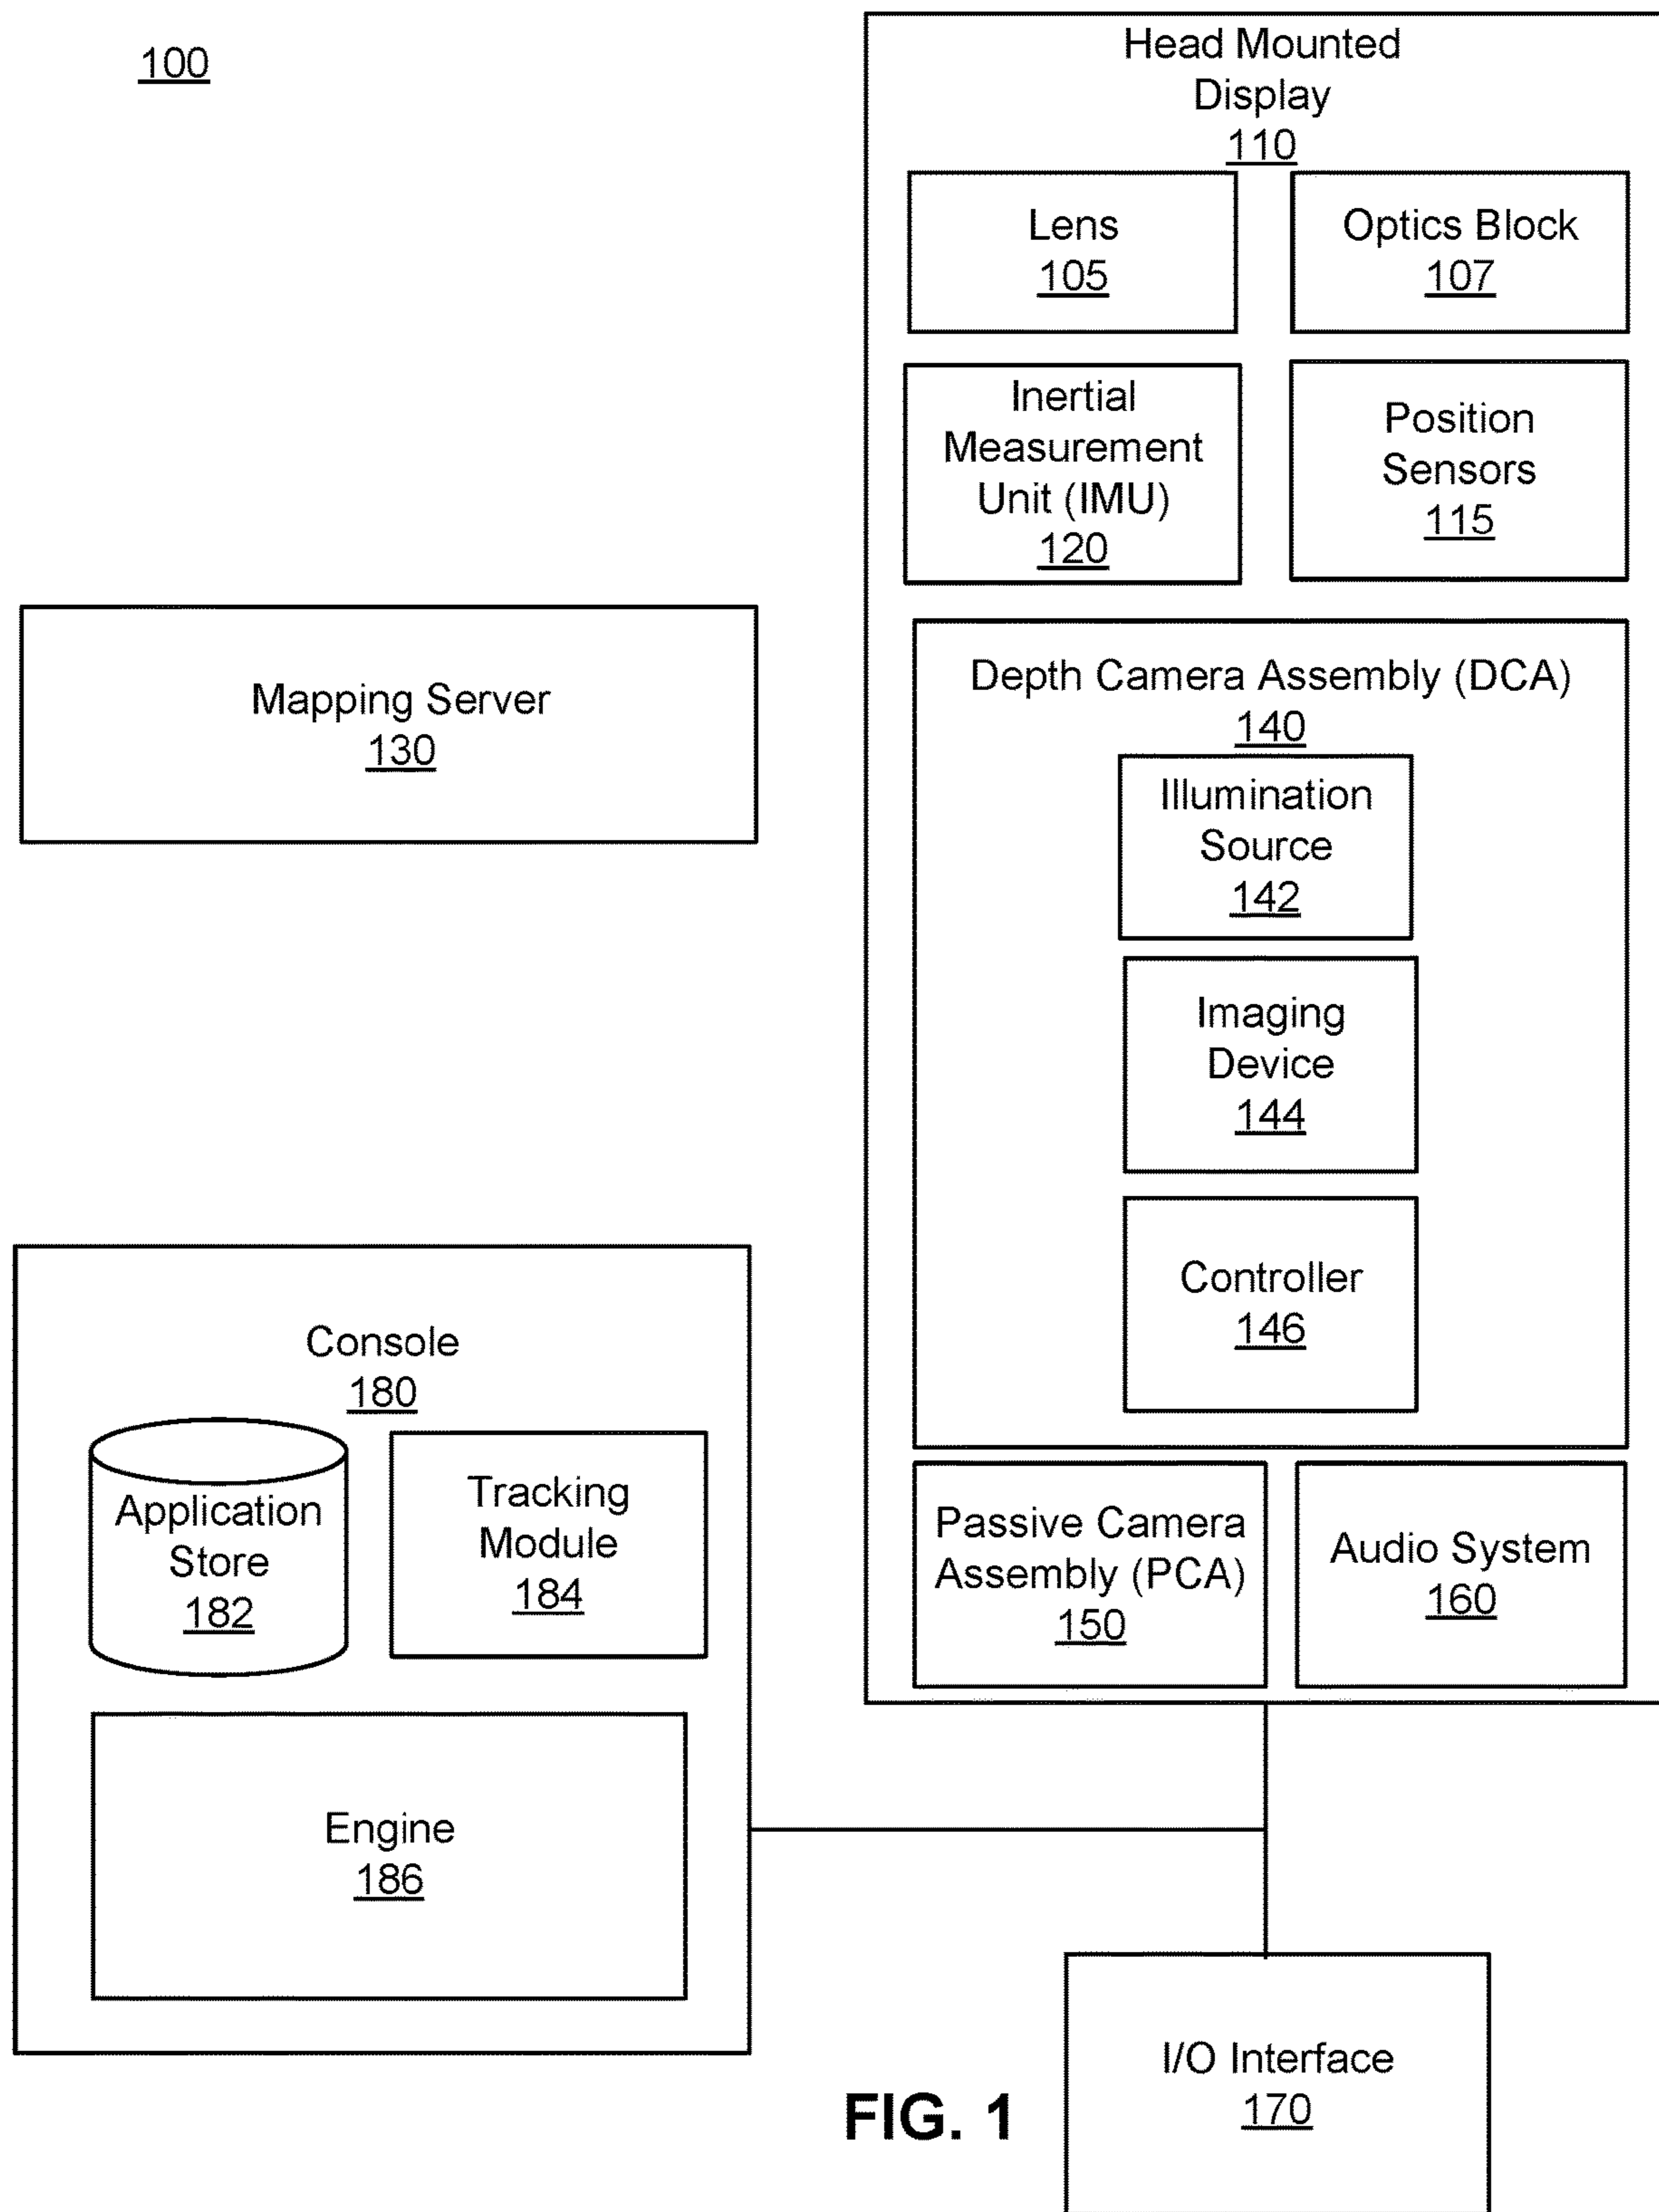 100
Head Mounted
Display
110
Lens
105
Optics Block
107
Inertial
Measurement
Unit (IMU)
120
Position
Sensors
115
Mapping Server
130
Depth Camera Assembly (DCA)
140
Illumination
Source
142
Imaging
Device
144
Controller
146
Console
180
Application
Store
182
Tracking
Module
184
Passive Camera
Assembly (PCA)
150
Audio System
160
Engine
186
I/O Interface
170
FIG. 1